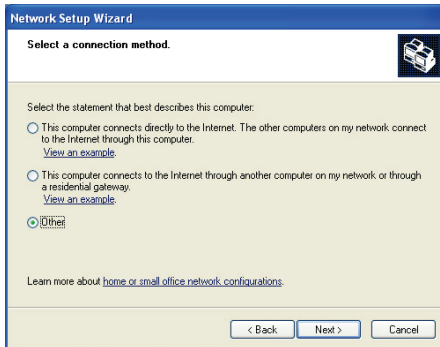 Network Setup Wizard
Select a connection method.
Select the statement that best describes this computer:
This computer connects directly to the Internet. The other computers on my network connect
to the Internet through this computer.
View an example.
This computer connects to the Internet through another computer on my network or through
a residential gateway.
View an example.
Other
Learn more about home or small office network configurations.
< Back Next > Cancel